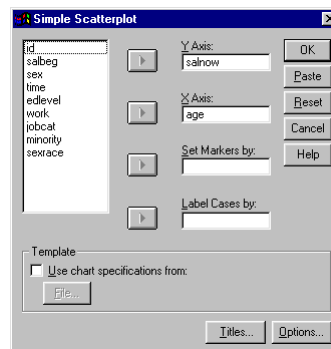 Simple Scatterplot
id
salbeg
sex
time
edlevel
work
jobcat
minority
sexrace
Y Axis:
salnow
X Axis:
age
Set Markers by:
Label Cases by:
OK
Paste
Reset
Cancel
Help
Template
Use chart specifications from:
File...
Titles...
Options...